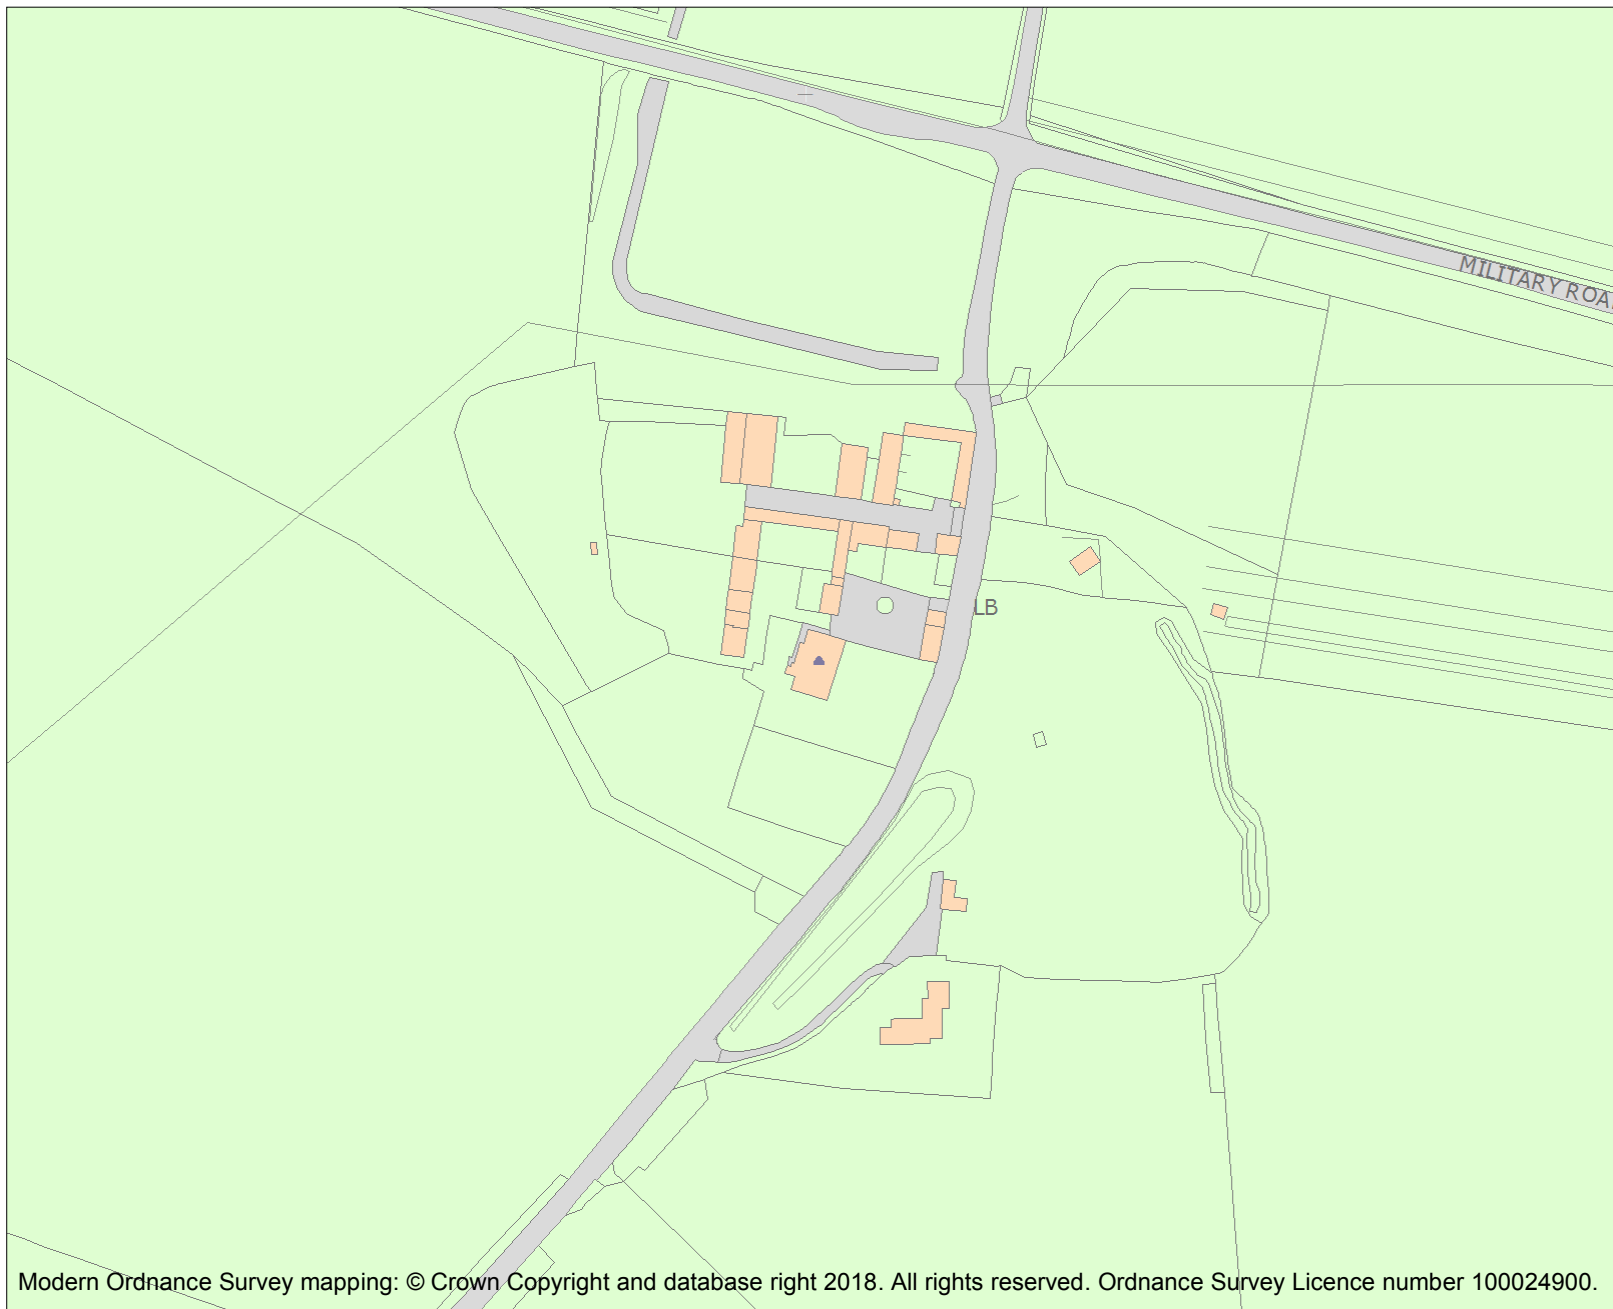 MILITARY ROA
LB
Modern Ordnance Survey mapping: © Crown Copyright and database right 2018. All rights reserved. Ordnance Survey Licence number 100024900.